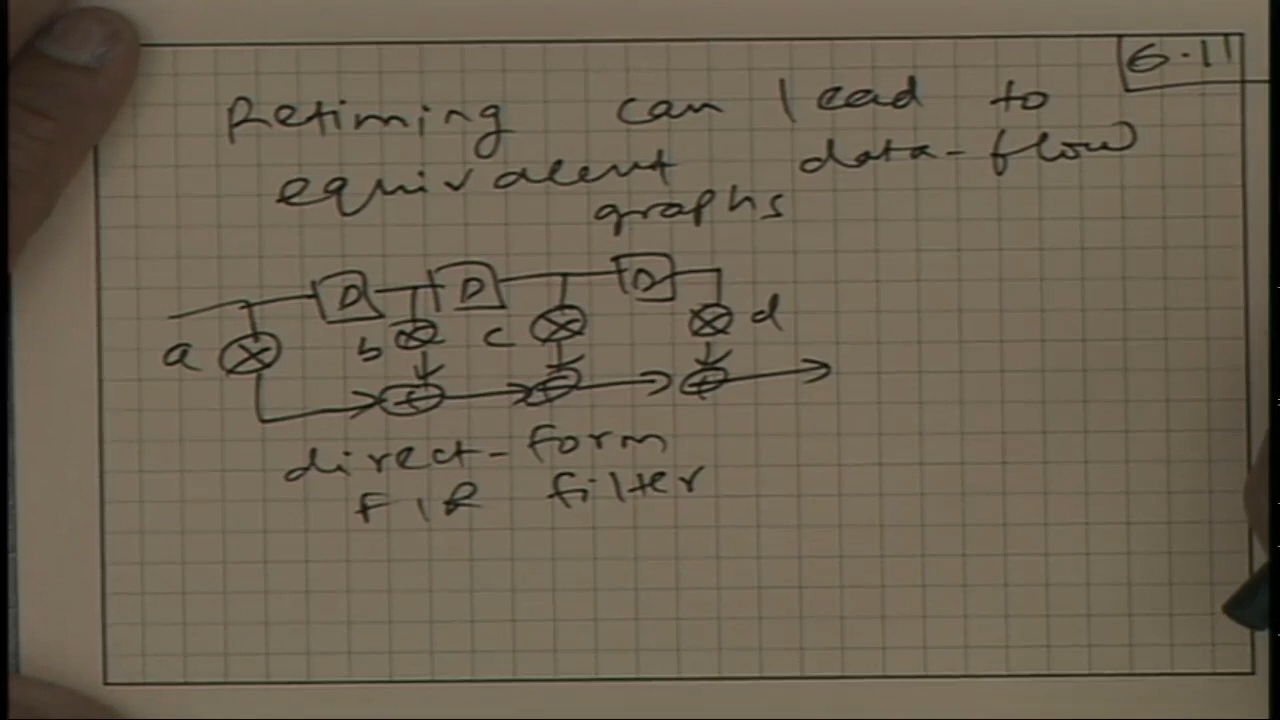 6.11
Retiming can lead to
equivalent data-flow
graphs
D D D
a b c d
+ + +
direct-form
FIR filter